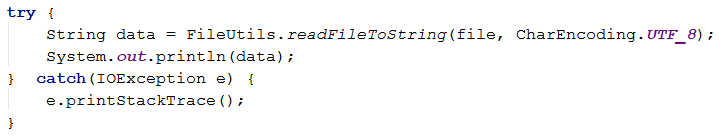 try {
    String data = FileUtils.readFileToString(file, CharEncoding.UTF_8);
    System.out.println(data);
}  catch(IOException e) {
    e.printStackTrace();
}